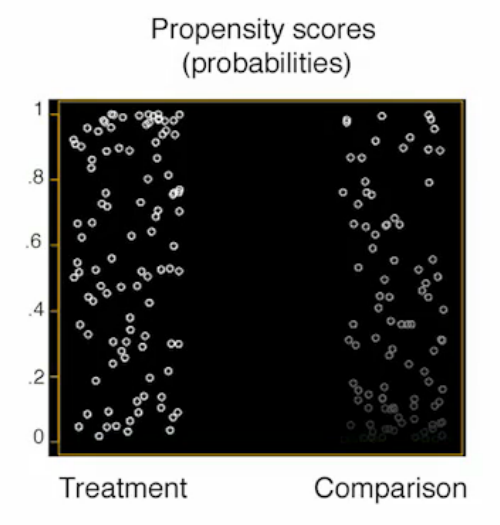 Propensity scores
(probabilities)
1
.8
.6
.4
.2
0
Treatment
Comparison